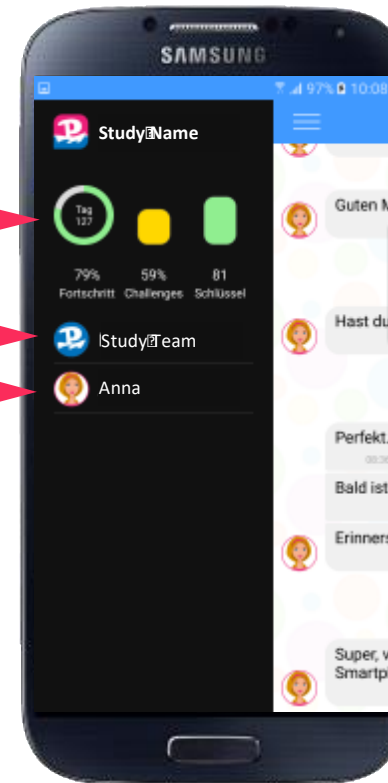 SAMSUNG
97% 10:08
Study Name
Tag
127
79% 59% 81
Fortschritt Challenges Schlüssel
Study Team
Anna
Guten M
Hast du
Perfekt.
Bald ist
Erinners
Super, v
Smartp